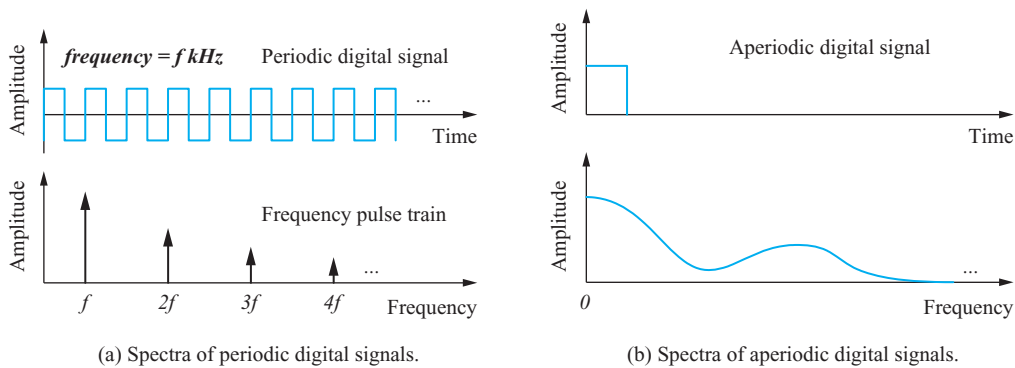 frequency = f kHz
Periodic digital signal
Amplitude
...
Time
Amplitude
Frequency pulse train
...
f 2f 3f 4f
Frequency
(a) Spectra of periodic digital signals.
Amplitude
Aperiodic digital signal
Time
Amplitude
...
0
Frequency
(b) Spectra of aperiodic digital signals.